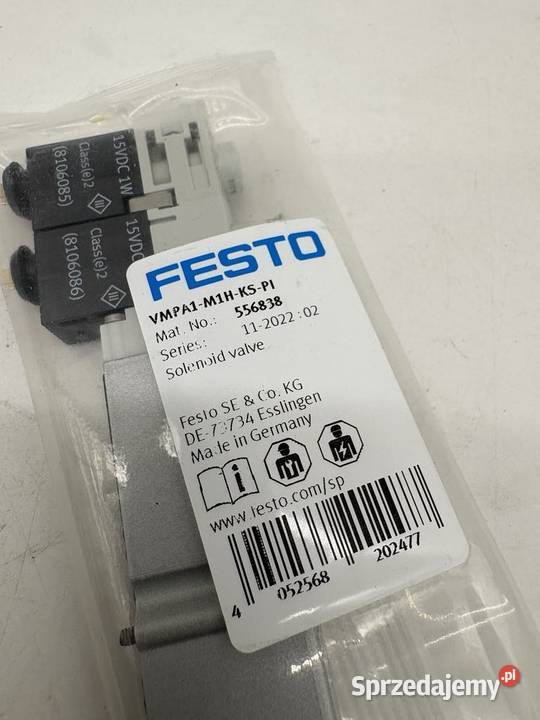 15VDC 1W
Class(e)2
(8106085)
15VDC
Class(e)2
(8106086)
FESTO
VMPA1-M1H-KS-PI
Mat. No.: 556838
Series: 11-2022:02
Solenoid valve
Festo SE & Co. KG
DE-73734 Esslingen
Made in Germany
www.festo.com/sp
4 052568 202477
Sprzedajemy.pl